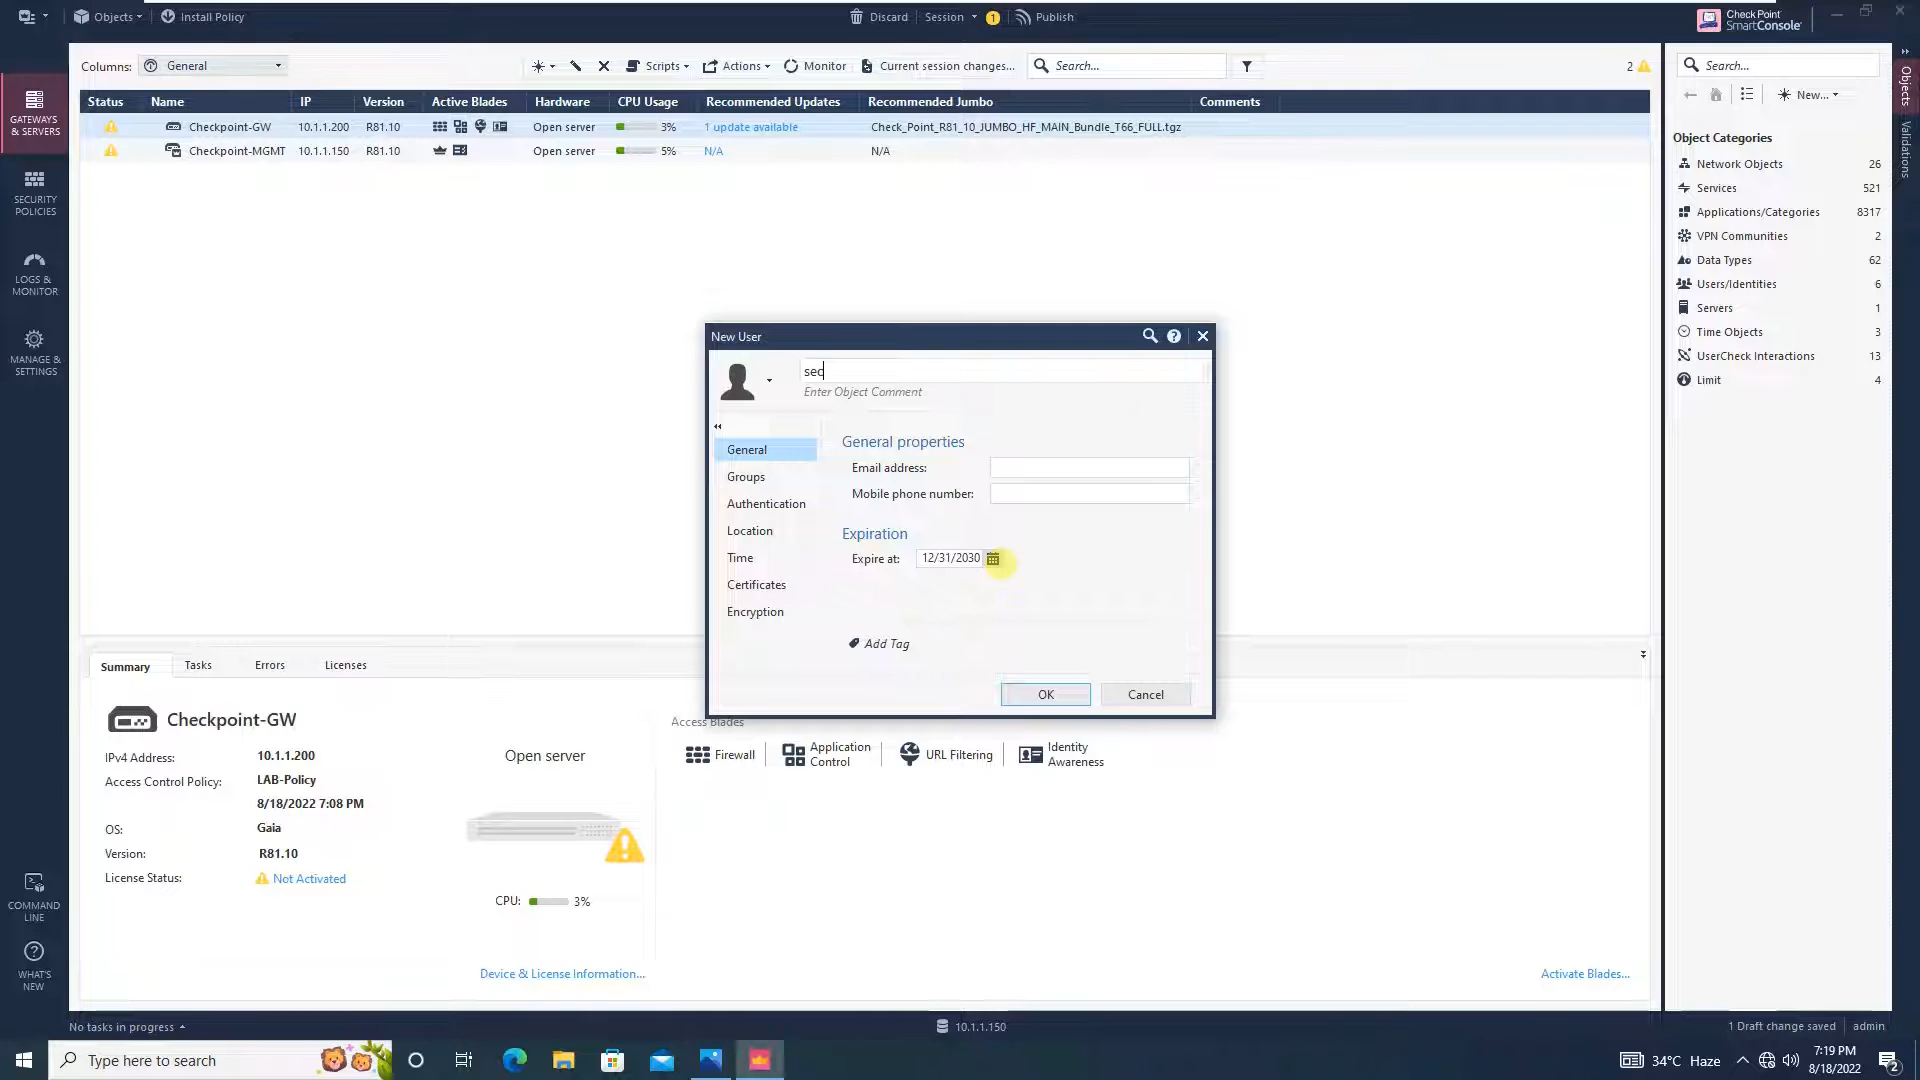 Objects
Install Policy
Discard
Session
1
Publish
Check Point
SmartConsole
Columns:
General
Scripts
Actions
Monitor
Current session changes...
Search...
2
Search...
New...
Objects
Validations
GATEWAYS
& SERVERS
SECURITY
POLICIES
LOGS &
MONITOR
MANAGE &
SETTINGS
COMMAND
LINE
WHAT'S
NEW
Status Name IP Version Active Blades Hardware CPU Usage Recommended Updates Recommended Jumbo Comments
Checkpoint-GW 10.1.1.200 R81.10 Open server 3% 1 update available Check_Point_R81_10_JUMBO_HF_MAIN_Bundle_T66_FULL.tgz
Checkpoint-MGMT 10.1.1.150 R81.10 Open server 5% N/A N/A
Object Categories
Network Objects 26
Services 521
Applications/Categories 8317
VPN Communities 2
Data Types 62
Users/Identities 6
Servers 1
Time Objects 3
UserCheck Interactions 13
Limit 4
New User
sec
Enter Object Comment
General
Groups
Authentication
Location
Time
Certificates
Encryption
General properties
Email address:
Mobile phone number:
Expiration
Expire at: 12/31/2030
Add Tag
OK
Cancel
Summary Tasks Errors Licenses
Checkpoint-GW
IPv4 Address: 10.1.1.200
Access Control Policy: LAB-Policy
8/18/2022 7:08 PM
OS: Gaia
Version: R81.10
License Status: Not Activated
Open server
CPU: 3%
Device & License Information...
Access Blades
Firewall
Application
Control
URL Filtering
Identity
Awareness
Activate Blades...
No tasks in progress
10.1.1.150
1 Draft change saved
admin
Type here to search
34°C Haze
7:19 PM
8/18/2022
2